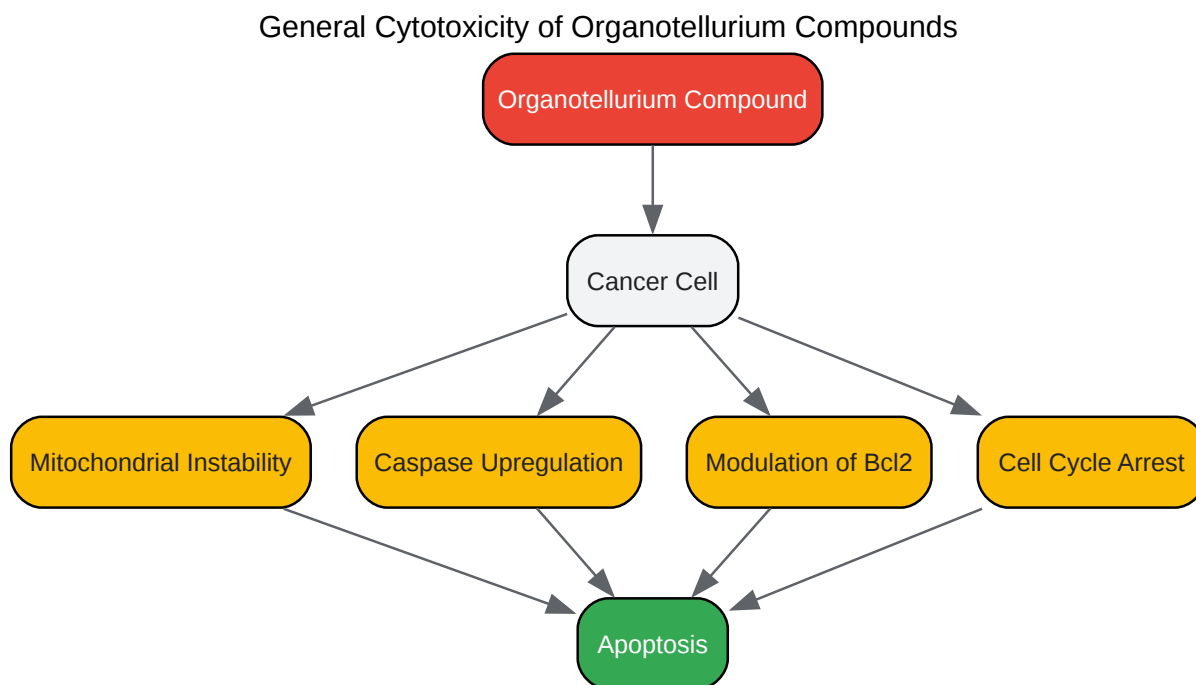 General Cytotoxicity of Organotellurium Compounds
Organotellurium Compound
Cancer Cell
Mitochondrial Instability
Caspase Upregulation
Modulation of Bcl2
Cell Cycle Arrest
Apoptosis